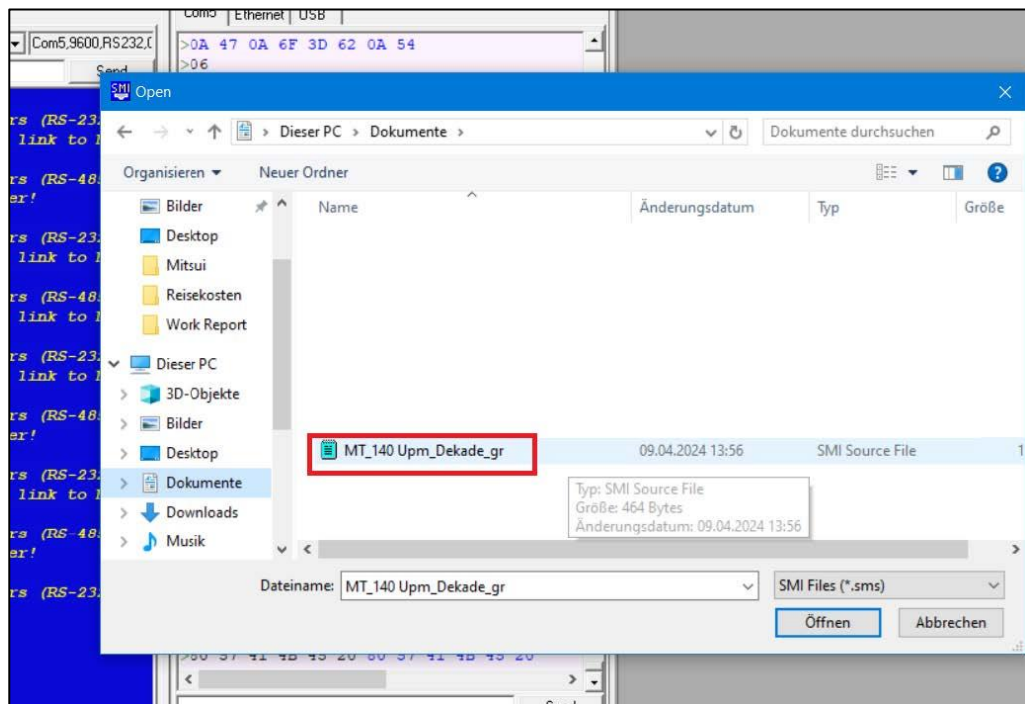 Com5 Ethernet USB
Com5,9600,RS232,
>0A 47 0A 6F 3D 62 0A 54
>06
Send
SMI Open
rs (RS-23
link to
rs (RS-48
er!
rs (RS-23
link to
rs (RS-48
link to
rs (RS-23
link to
rs (RS-48
er!
rs (RS-23
link to
rs (RS-48
er!
rs (RS-23
Dieser PC > Dokumente >
Dokumente durchsuchen
Organisieren
Neuer Ordner
Name Änderungsdatum Typ Größe
Bilder
Desktop
Mitsui
Reisekosten
Work Report
Dieser PC
3D-Objekte
Bilder
Desktop
Dokumente
Downloads
Musik
MT_140 Upm_Dekade_gr 09.04.2024 13:56 SMI Source File 1
Typ: SMI Source File
Größe: 464 Bytes
Änderungsdatum: 09.04.2024 13:56
Dateiname: MT_140 Upm_Dekade_gr SMI Files (*.sms)
Öffnen Abbrechen